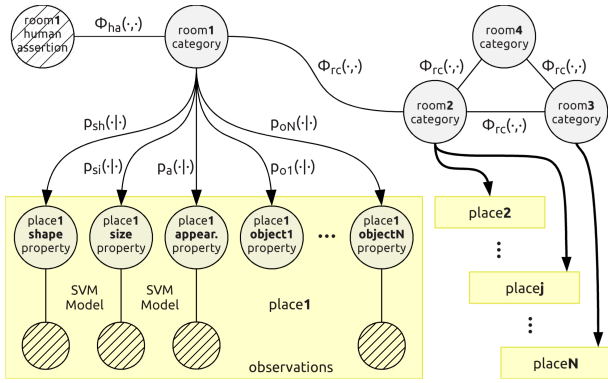 room1
human
assertion
Φha(·,·)
room1
category
Φrc(·,·)
room4
category
Φrc(·,·)
Φrc(·,·)
room2
category
Φrc(·,·)
room3
category
psh(·|·)
psi(·|·)
pa(·|·)
po1(·|·)
poN(·|·)
place1
shape
property
place1
size
property
place1
appear.
property
place1
object1
property
...
place1
objectN
property
SVM
Model
SVM
Model
place1
observations
place2
placej
placeN